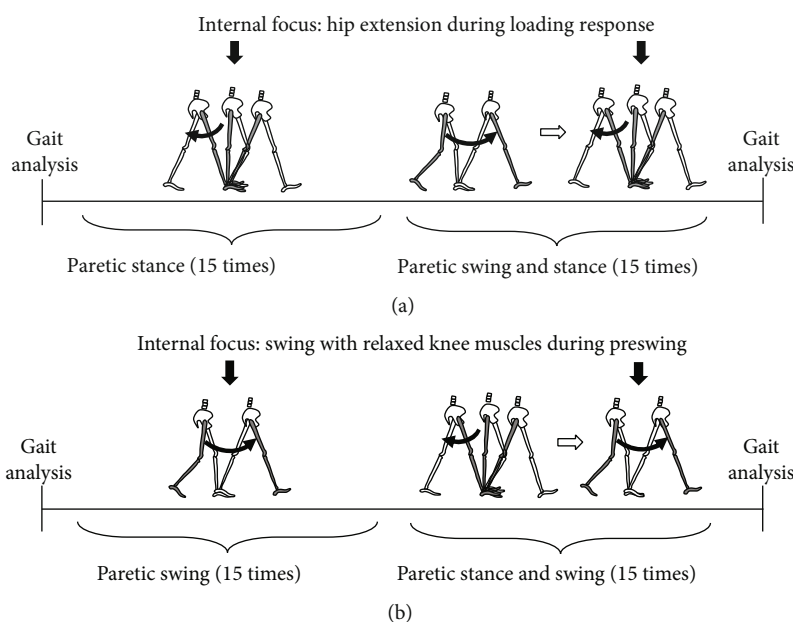 Internal focus: hip extension during loading response
Gait
analysis
Gait
analysis
Paretic stance (15 times)
Paretic swing and stance (15 times)
(a)
Internal focus: swing with relaxed knee muscles during preswing
Gait
analysis
Gait
analysis
Paretic swing (15 times)
Paretic stance and swing (15 times)
(b)